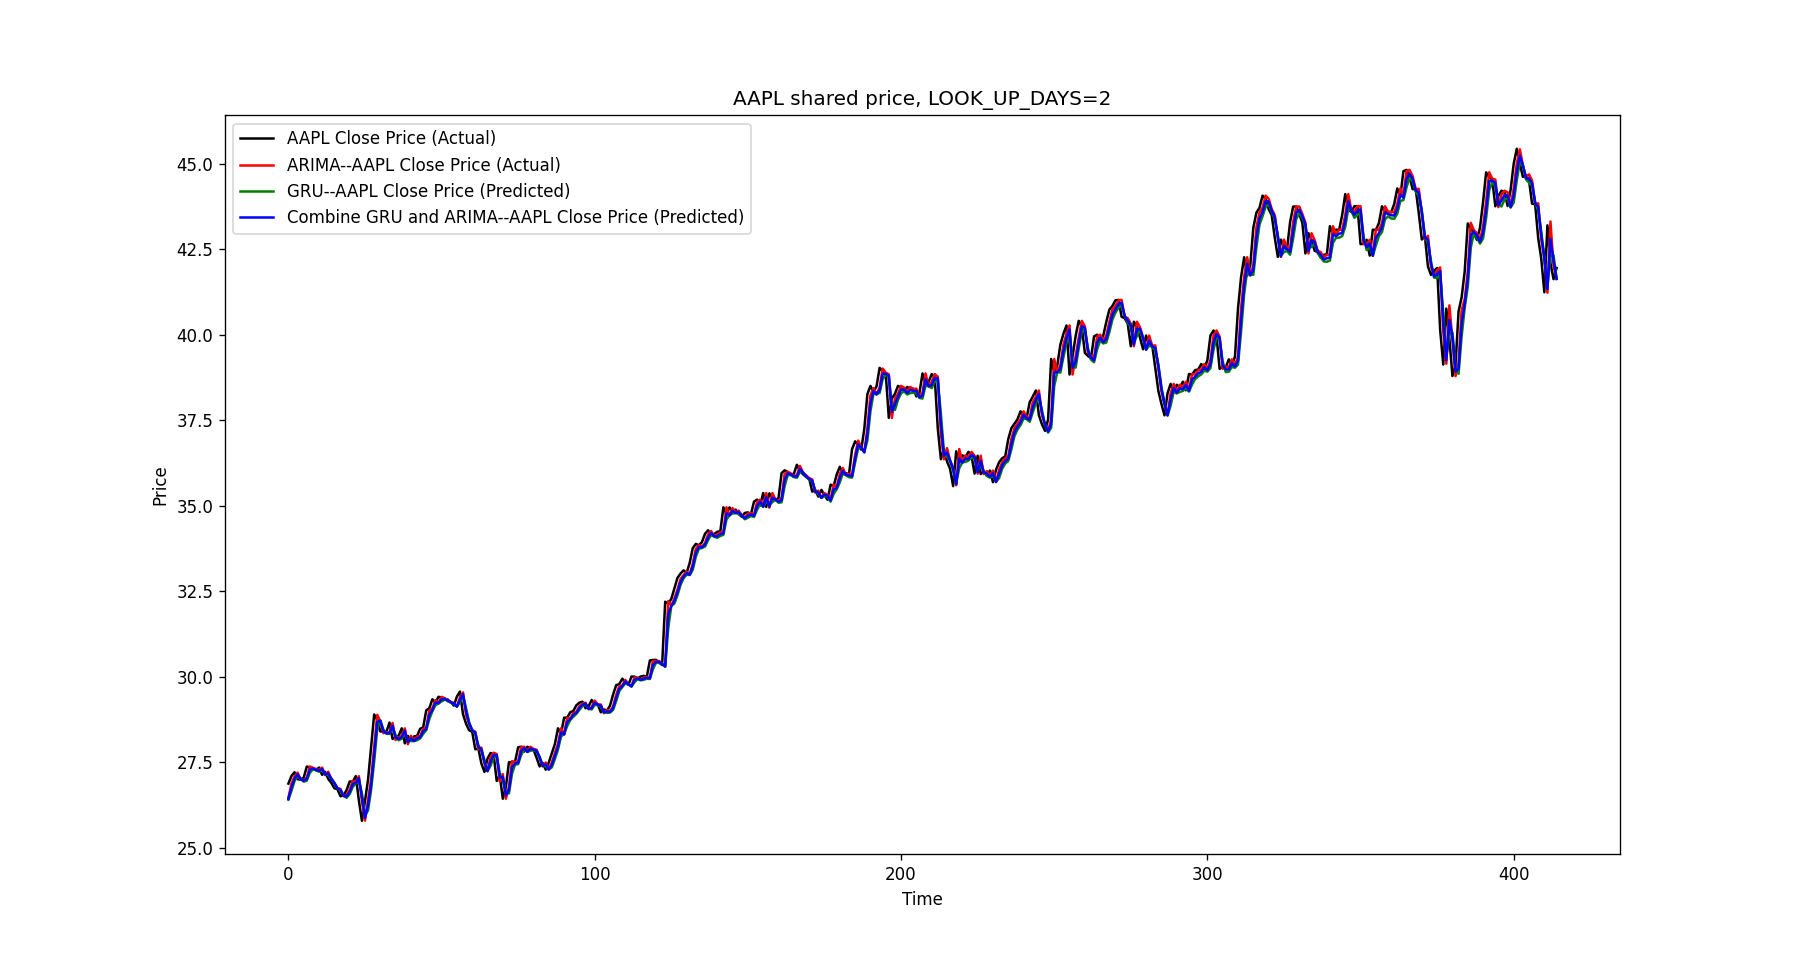 AAPL shared price, LOOK_UP_DAYS=2
AAPL Close Price (Actual)
ARIMA--AAPL Close Price (Actual)
GRU--AAPL Close Price (Predicted)
Combine GRU and ARIMA--AAPL Close Price (Predicted)
45.0
42.5
40.0
37.5
35.0
32.5
30.0
27.5
25.0
Price
0 100 200 300 400
Time